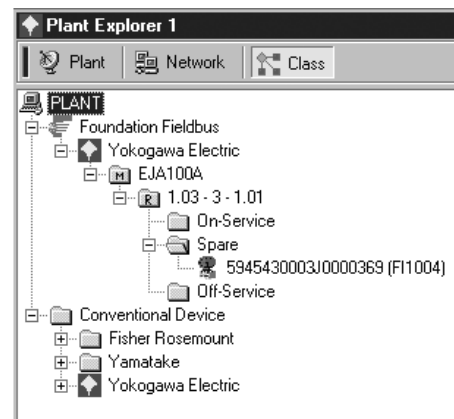 Plant Explorer 1
Plant Network Class
PLANT
Foundation Fieldbus
Yokogawa Electric
M EJA100A
R 1.03 - 3 - 1.01
On-Service
Spare
5945430003J0000369 (FI1004)
Off-Service
Conventional Device
Fisher Rosemount
Yamatake
Yokogawa Electric